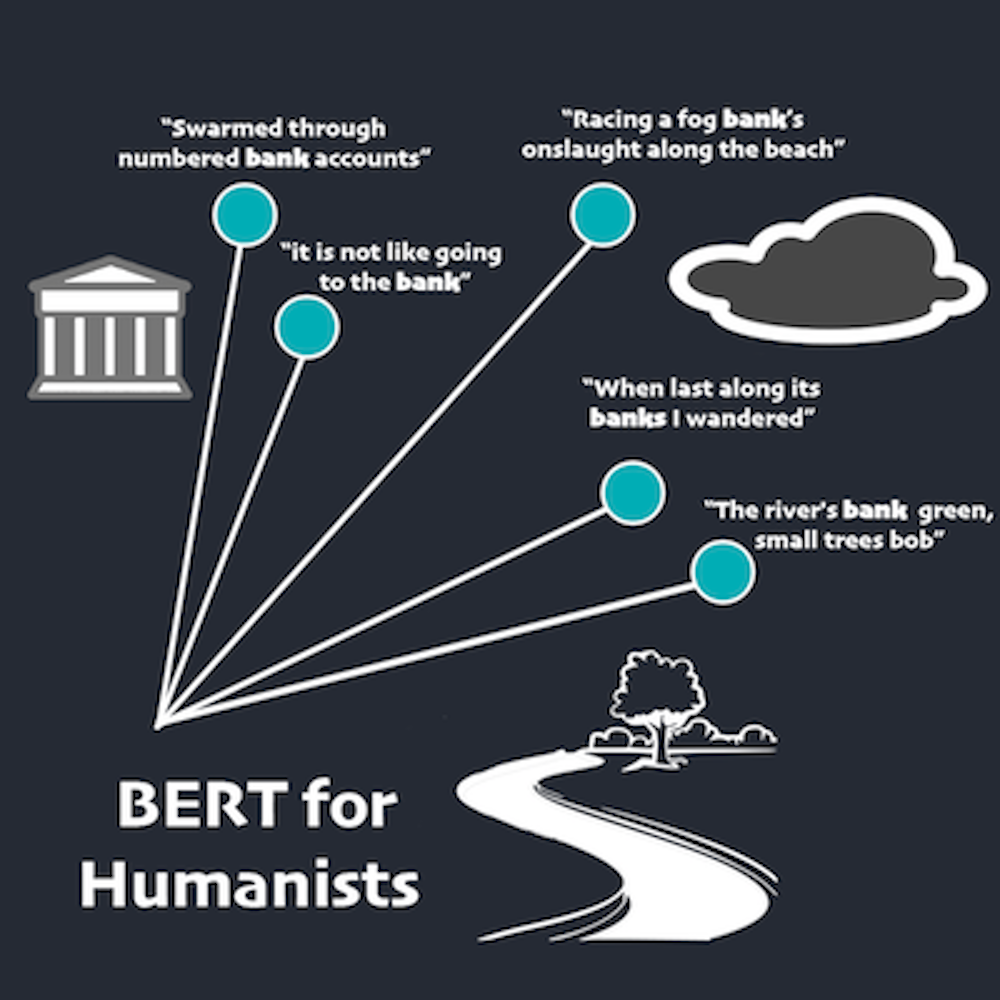 “Swarmed through
numbered bank accounts”
“Racing a fog bank’s
onslaught along the beach”
“it is not like going
to the bank”
“When last along its
banks I wandered”
“The river's bank green,
small trees bob”
BERT for
Humanists